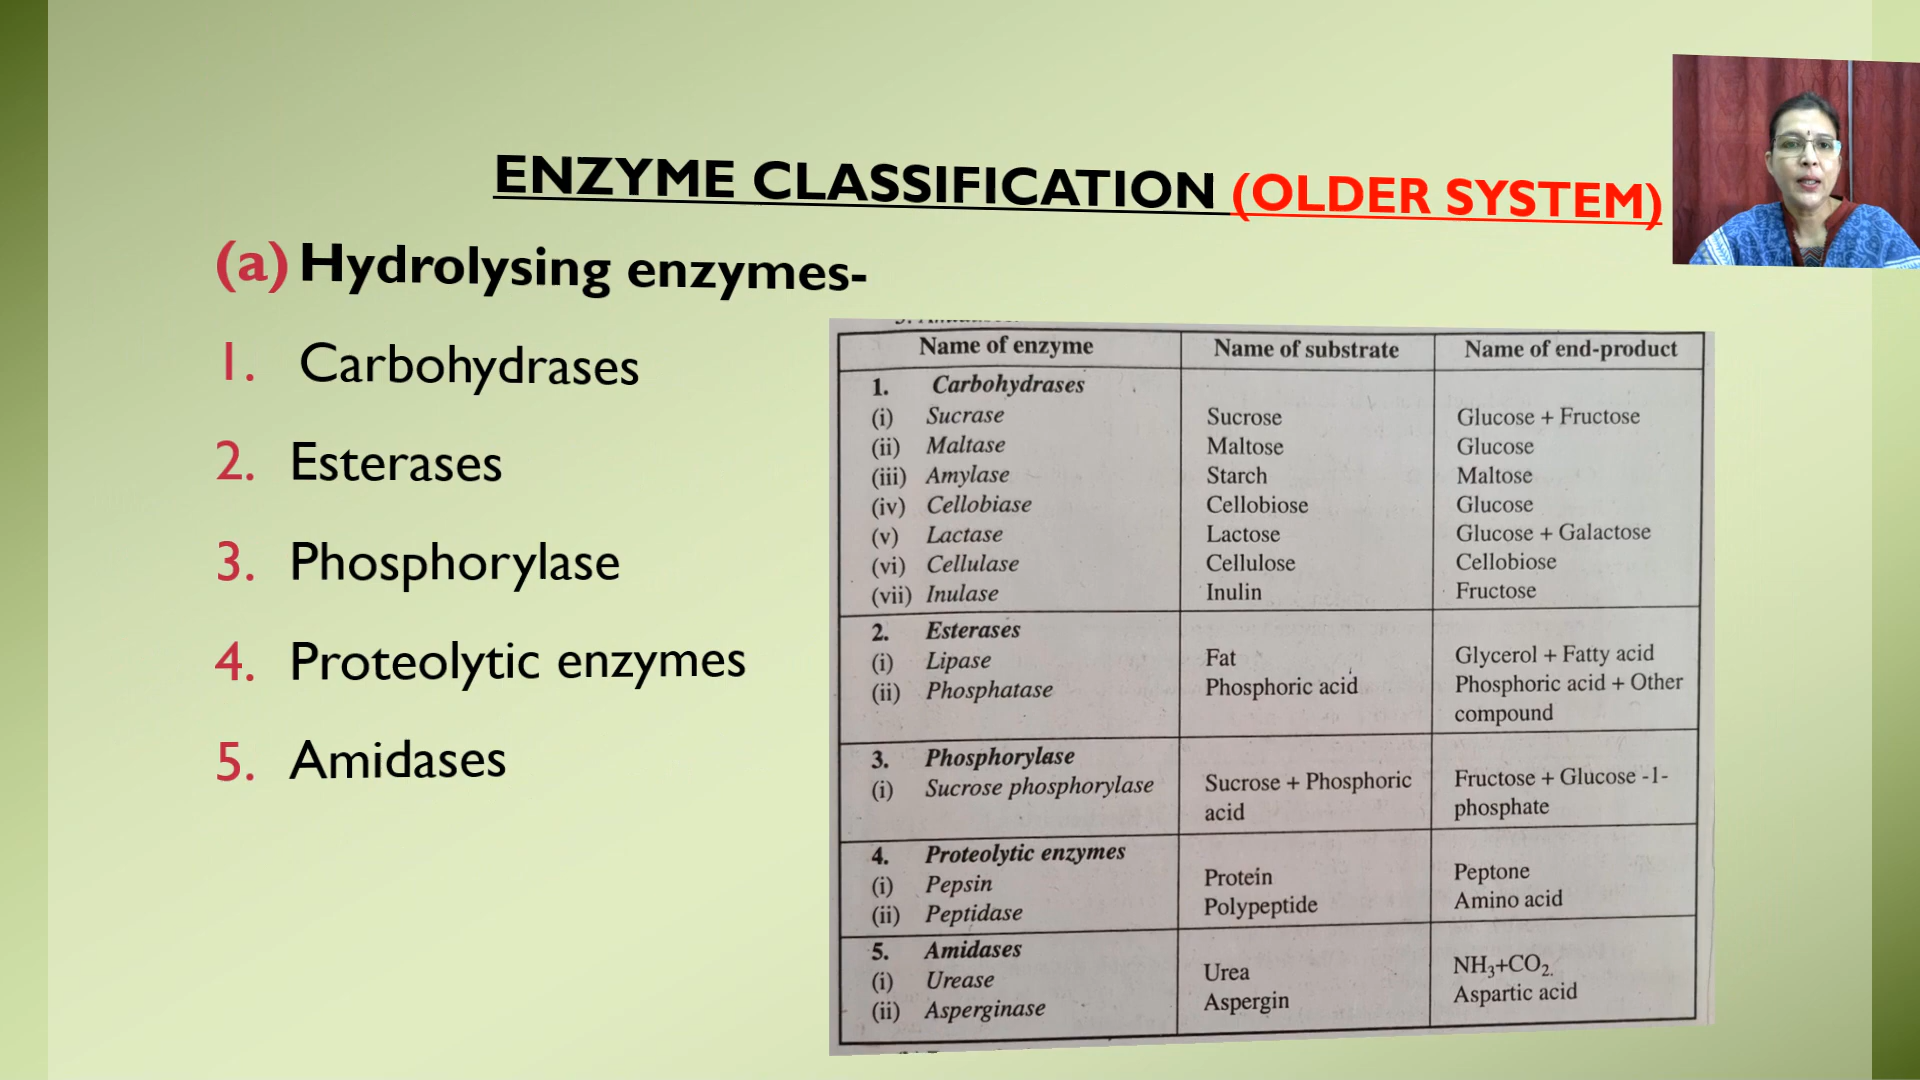 ENZYME CLASSIFICATION (OLDER SYSTEM)
(a) Hydrolysing enzymes-
1. Carbohydrases
2. Esterases
3. Phosphorylase
4. Proteolytic enzymes
5. Amidases
Name of enzyme Name of substrate Name of end-product
1. Carbohydrases
(i) Sucrase Sucrose Glucose + Fructose
(ii) Maltase Maltose Glucose
(iii) Amylase Starch Maltose
(iv) Cellobiase Cellobiose Glucose
(v) Lactase Lactose Glucose + Galactose
(vi) Cellulase Cellulose Cellobiose
(vii) Inulase Inulin Fructose
2. Esterases
(i) Lipase Fat Glycerol + Fatty acid
(ii) Phosphatase Phosphoric acid Phosphoric acid + Other
compound
3. Phosphorylase
(i) Sucrose phosphorylase Sucrose + Phosphoric Fructose + Glucose -1-
acid phosphate
4. Proteolytic enzymes
(i) Pepsin Protein Peptone
(ii) Peptidase Polypeptide Amino acid
5. Amidases
(i) Urease Urea NH₃+CO₂.
(ii) Asperginase Aspergin Aspartic acid